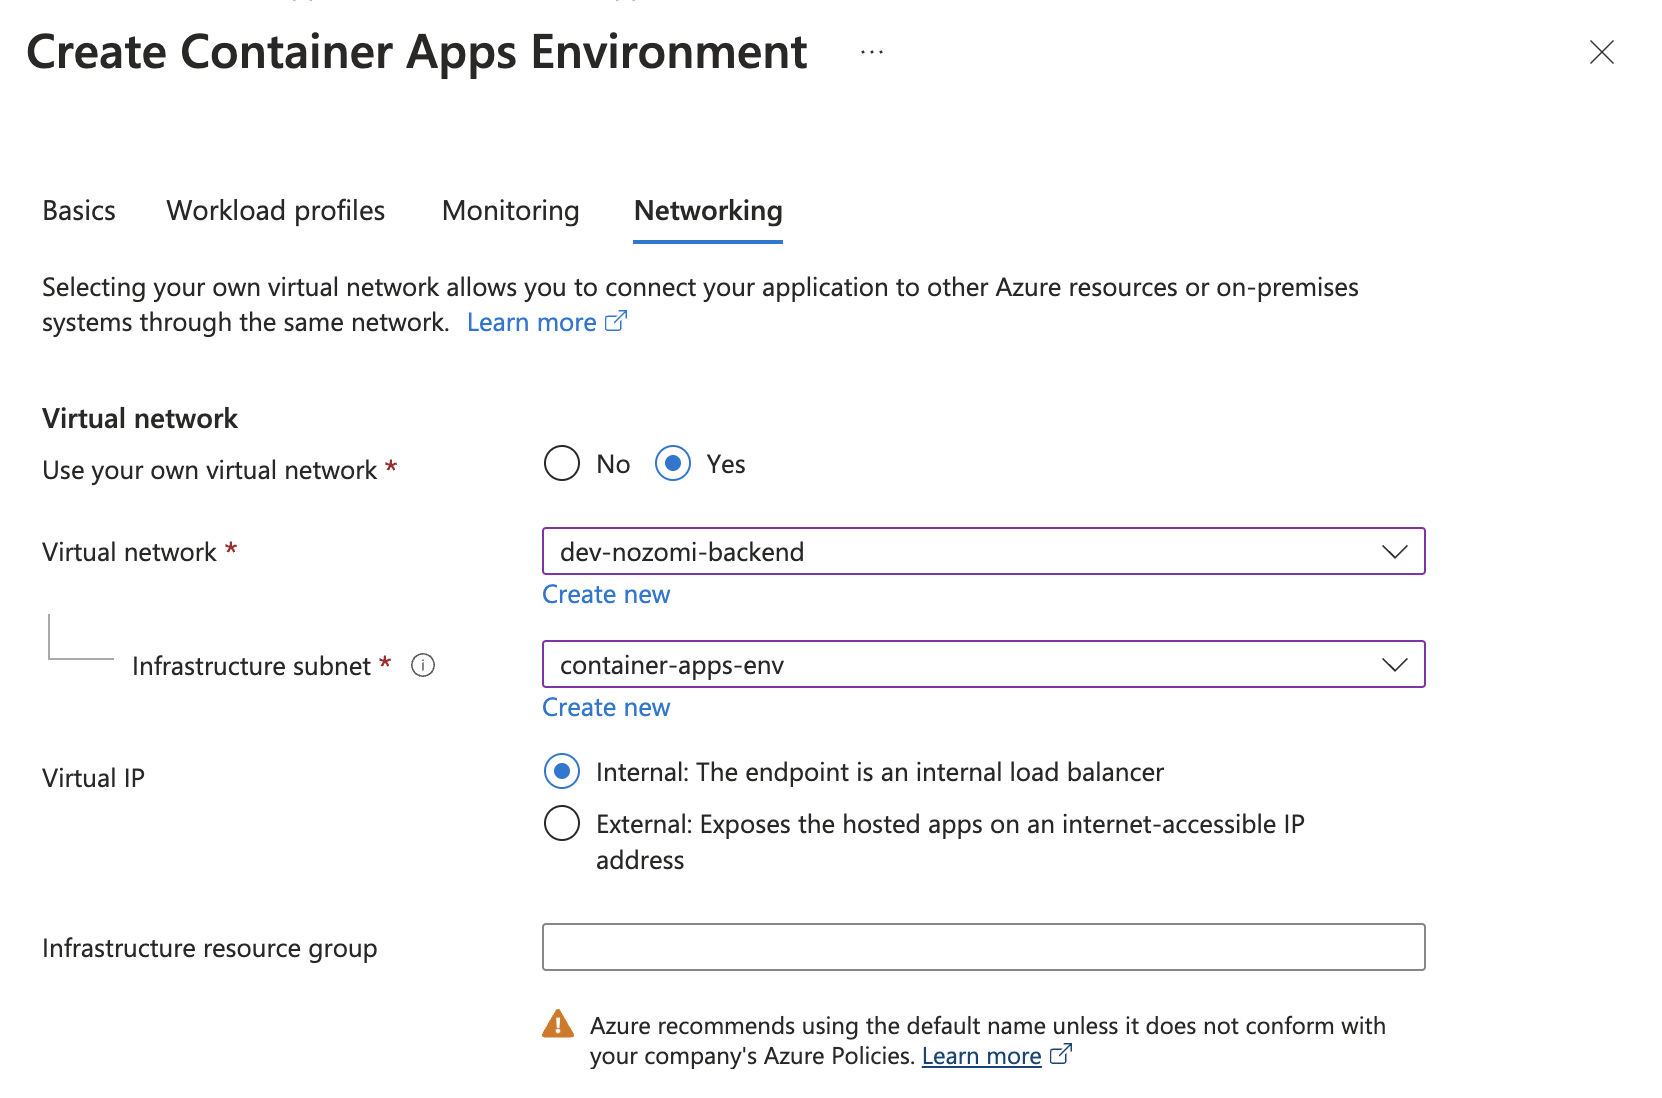 Create Container Apps Environment ...
Basics Workload profiles Monitoring Networking
Selecting your own virtual network allows you to connect your application to other Azure resources or on-premises
systems through the same network. Learn more
Virtual network
Use your own virtual network * No Yes
Virtual network * dev-nozomi-backend
Create new
Infrastructure subnet * container-apps-env
Create new
Virtual IP Internal: The endpoint is an internal load balancer
External: Exposes the hosted apps on an internet-accessible IP
address
Infrastructure resource group
Azure recommends using the default name unless it does not conform with
your company's Azure Policies. Learn more